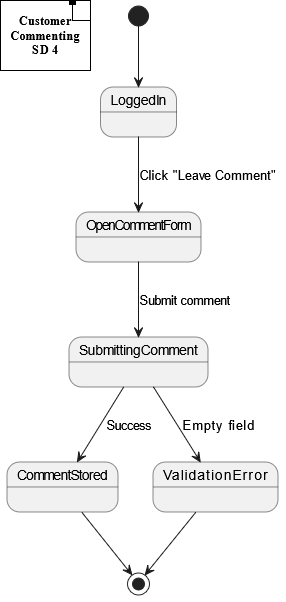 Customer
Commenting
SD 4
LoggedIn
Click "Leave Comment"
OpenCommentForm
Submit comment
SubmittingComment
Success
Empty field
CommentStored
ValidationError